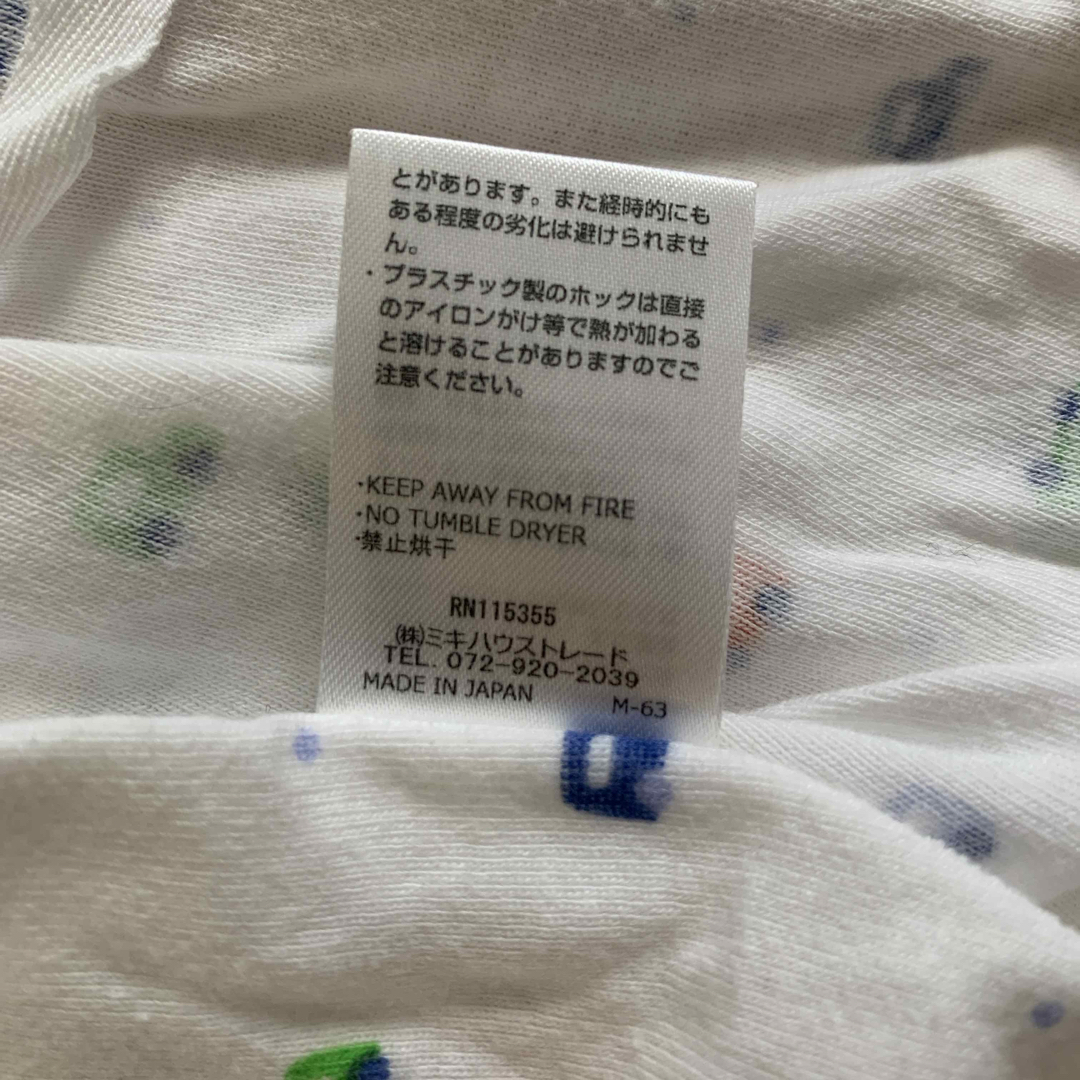 とがあります。また経時的にも
ある程度の劣化は避けられませ
ん。
・プラスチック製のホックは直接
のアイロンがけ等で熱が加わる
と溶けることがありますのでご
注意ください。
・KEEP AWAY FROM FIRE
・NO TUMBLE DRYER
・禁止烘干
RN115355
㈱ミキハウストレード
TEL. 072-920-2039
MADE IN JAPAN M-63